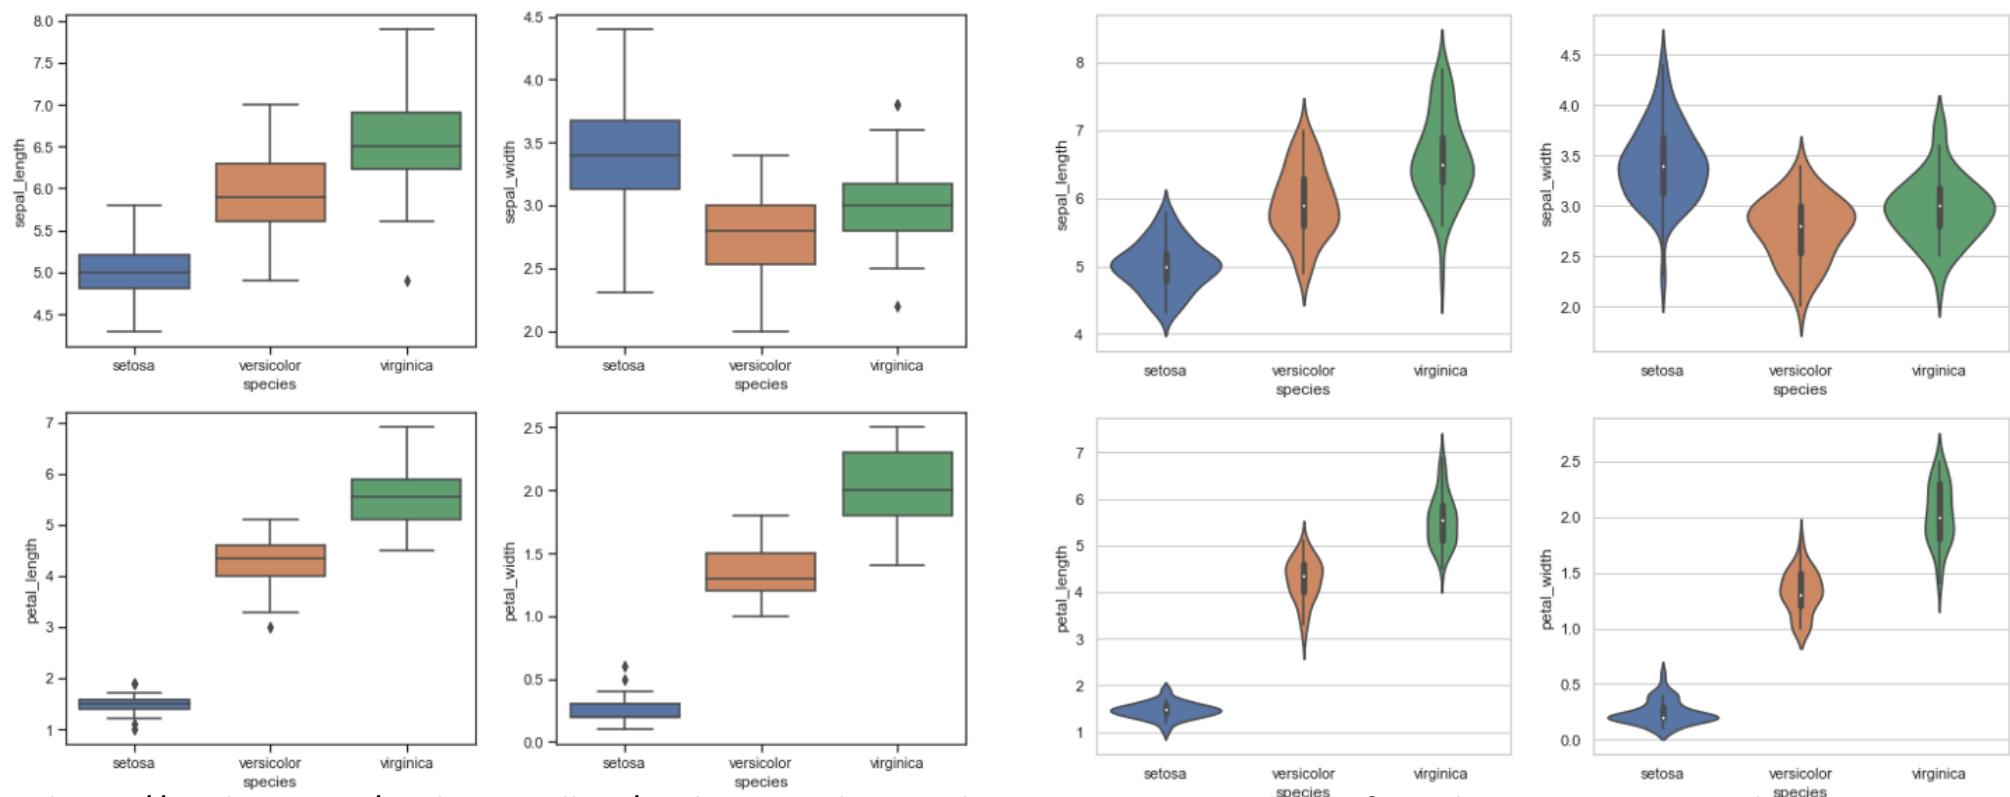 8.0
7.5
7.0
6.5
6.0
5.5
5.0
4.5
sepal_length
setosa versicolor virginica
species
4.5
4.0
3.5
3.0
2.5
2.0
sepal_width
setosa versicolor virginica
species
8
7
6
5
4
sepal_length
setosa versicolor virginica
species
4.5
4.0
3.5
3.0
2.5
2.0
sepal_width
setosa versicolor virginica
species
7
6
5
4
3
2
1
petal_length
setosa versicolor virginica
species
2.5
2.0
1.5
1.0
0.5
0.0
petal_width
setosa versicolor virginica
species
7
6
5
4
3
2
1
petal_length
setosa versicolor virginica
species
2.5
2.0
1.5
1.0
0.5
0.0
petal_width
setosa versicolor virginica
species